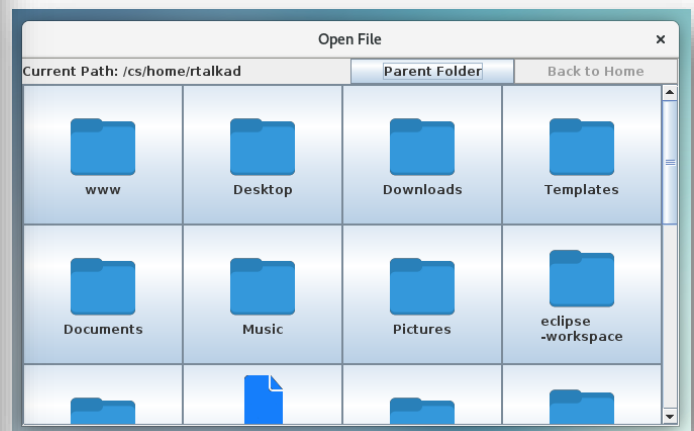 Open File
×
Current Path: /cs/home/rtalkad
Parent Folder
Back to Home
www
Desktop
Downloads
Templates
Documents
Music
Pictures
eclipse
-workspace